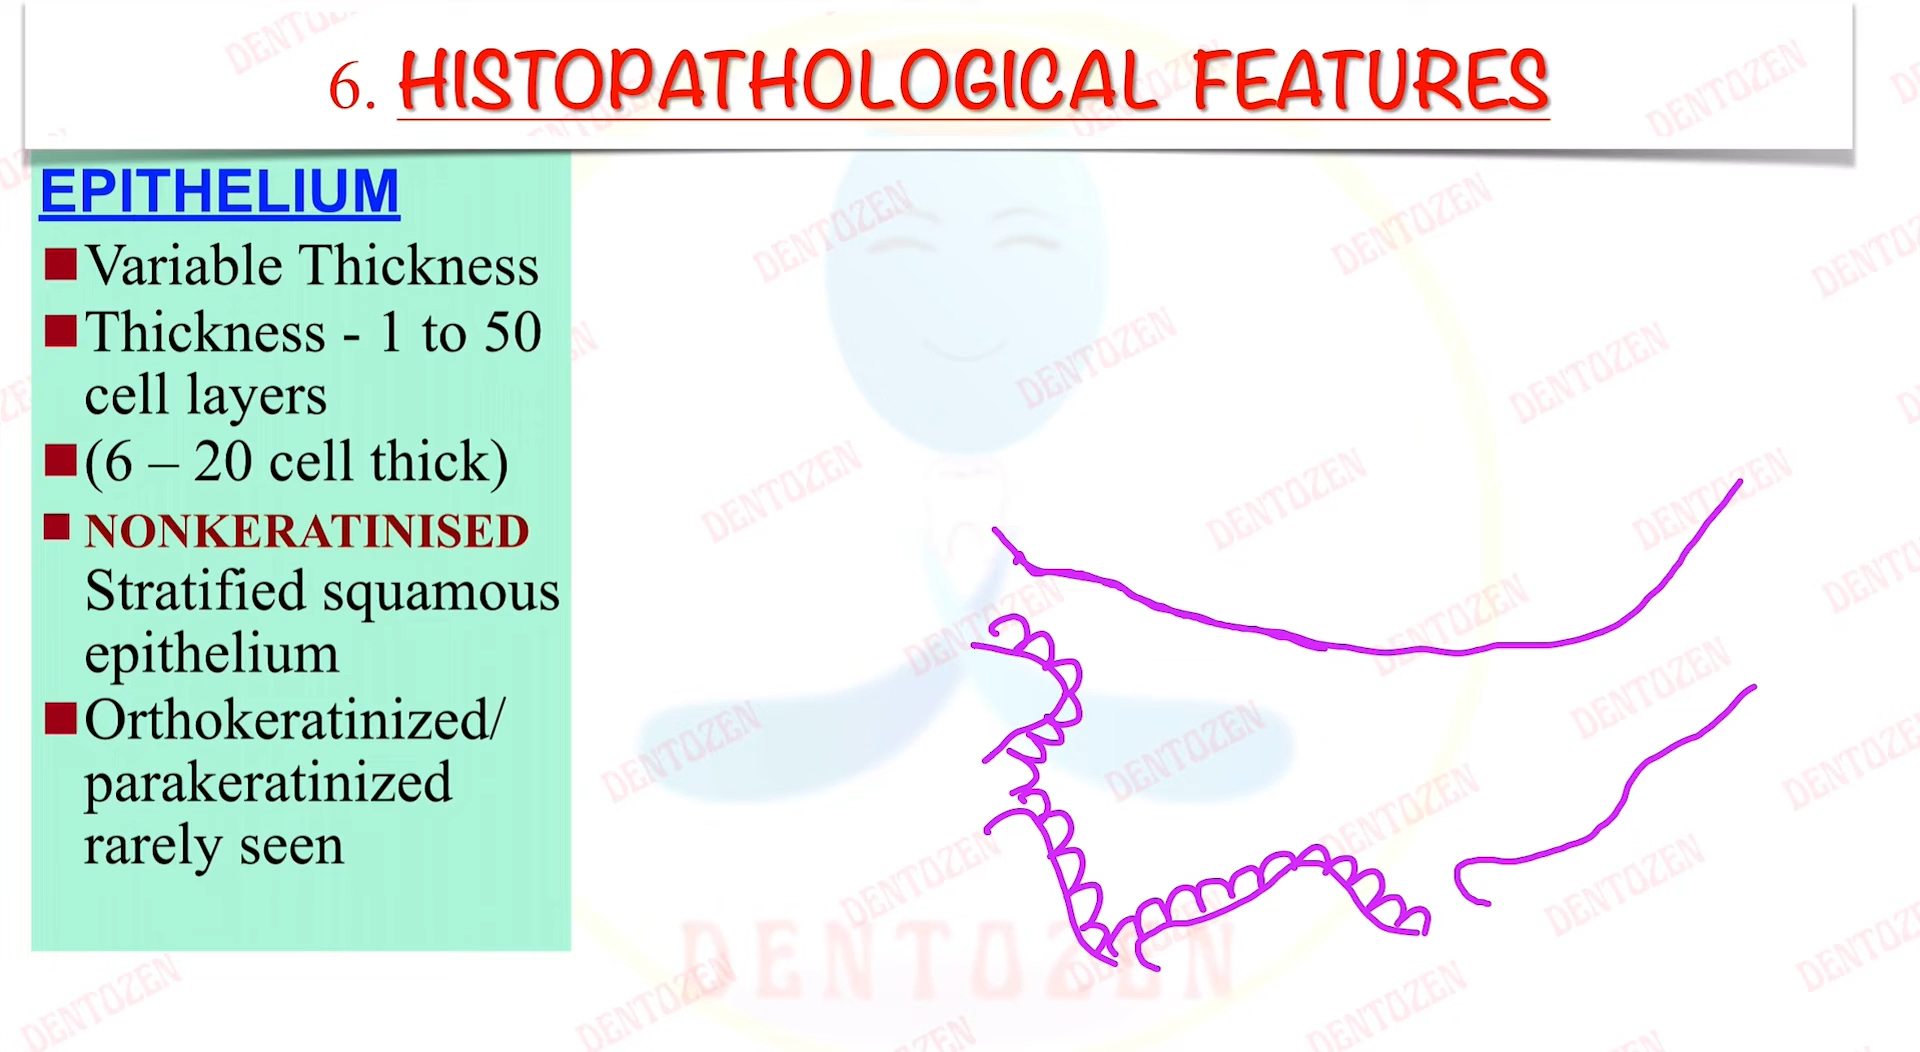 6. HISTOPATHOLOGICAL FEATURES
EPITHELIUM
Variable Thickness
Thickness - 1 to 50
cell layers
(6 – 20 cell thick)
NONKERATINISED
Stratified squamous
epithelium
Orthokeratinized/
parakeratinized
rarely seen
DENTOZEN